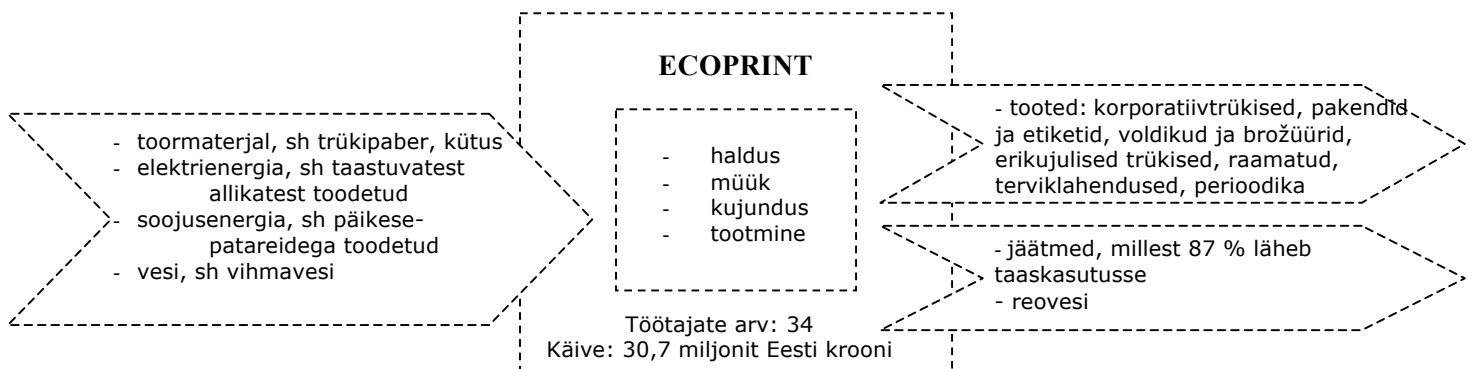 ECOPRINT
- toormaterjal, sh trükipaber, kütus
- elektrienergia, sh taastuvatest
allikatest toodetud
- soojusenergia, sh päikese-
patareidega toodetud
- vesi, sh vihmavesi
- haldus
- müük
- kujundus
- tootmine
Töötajate arv: 34
Käive: 30,7 miljonit Eesti krooni
- tooted: korporatiivtrükised, pakendid
ja etiketid, voldikud ja brožüürid,
erikujulised trükised, raamatud,
terviklahendused, perioodika
- jäätmed, millest 87 % läheb
taaskasutusse
- reovesi